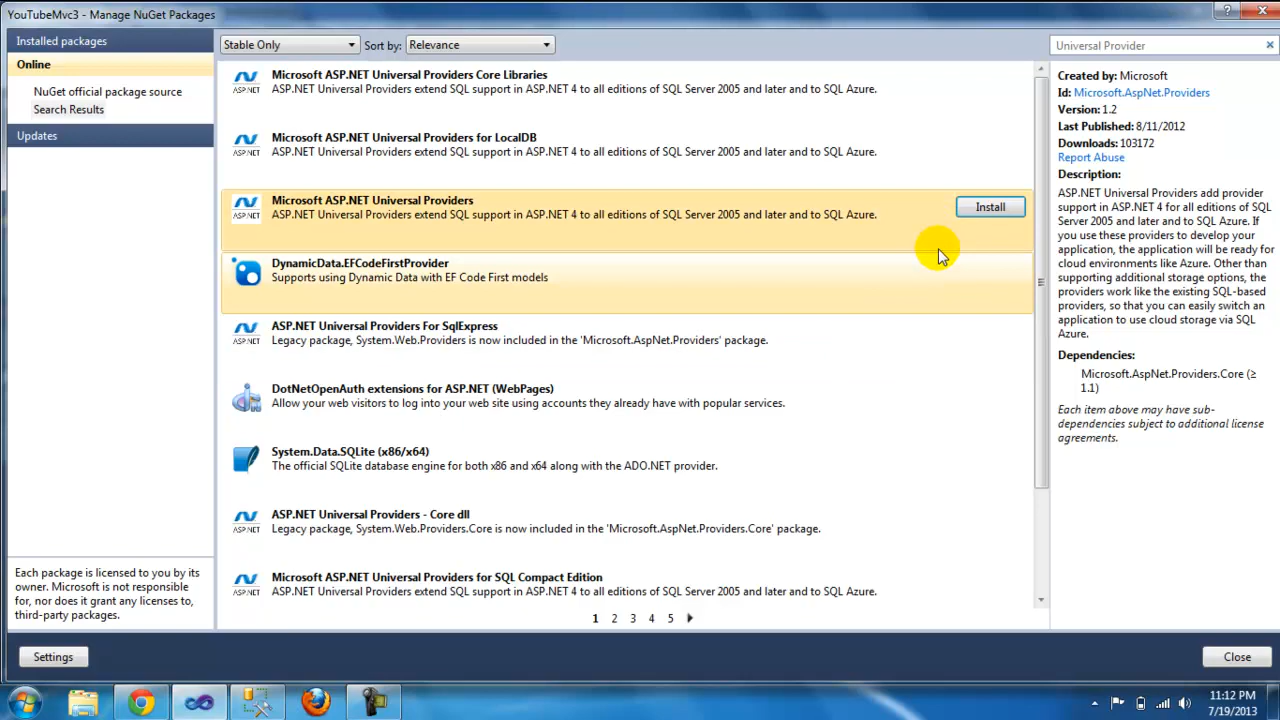 YouTubeMvc3 - Manage NuGet Packages
?
Installed packages
Online
NuGet official package source
Search Results
Updates
Each package is licensed to you by its
owner. Microsoft is not responsible
for, nor does it grant any licenses to,
third-party packages.
Settings
Stable Only
Sort by:
Relevance
Microsoft ASP.NET Universal Providers Core Libraries
ASP.NET Universal Providers extend SQL support in ASP.NET 4 to all editions of SQL Server 2005 and later and to SQL Azure.
ASP.NET
Microsoft ASP.NET Universal Providers for LocalDB
ASP.NET Universal Providers extend SQL support in ASP.NET 4 to all editions of SQL Server 2005 and later and to SQL Azure.
ASP.NET
Microsoft ASP.NET Universal Providers
ASP.NET Universal Providers extend SQL support in ASP.NET 4 to all editions of SQL Server 2005 and later and to SQL Azure.
ASP.NET
Install
DynamicData.EFCodeFirstProvider
Supports using Dynamic Data with EF Code First models
ASP.NET Universal Providers For SqlExpress
Legacy package, System.Web.Providers is now included in the 'Microsoft.AspNet.Providers' package.
ASP.NET
DotNetOpenAuth extensions for ASP.NET (WebPages)
Allow your web visitors to log into your web site using accounts they already have with popular services.
System.Data.SQLite (x86/x64)
The official SQLite database engine for both x86 and x64 along with the ADO.NET provider.
ASP.NET Universal Providers - Core dll
Legacy package, System.Web.Providers.Core is now included in the 'Microsoft.AspNet.Providers.Core' package.
ASP.NET
Microsoft ASP.NET Universal Providers for SQL Compact Edition
ASP.NET Universal Providers extend SQL support in ASP.NET 4 to all editions of SQL Server 2005 and later and to SQL Azure.
ASP.NET
1 2 3 4 5
Universal Provider
Created by: Microsoft
Id: Microsoft.AspNet.Providers
Version: 1.2
Last Published: 8/11/2012
Downloads: 103172
Report Abuse
Description:
ASP.NET Universal Providers add provider
support in ASP.NET 4 for all editions of SQL
Server 2005 and later and to SQL Azure. If
you use these providers to develop your
application, the application will be ready for
cloud environments like Azure. Other than
supporting additional storage options, the
providers work like the existing SQL-based
providers, so that you can easily switch an
application to use cloud storage via SQL
Azure.
Dependencies:
Microsoft.AspNet.Providers.Core (≥
1.1)
Each item above may have sub-
dependencies subject to additional license
agreements.
Close
11:12 PM
7/19/2013